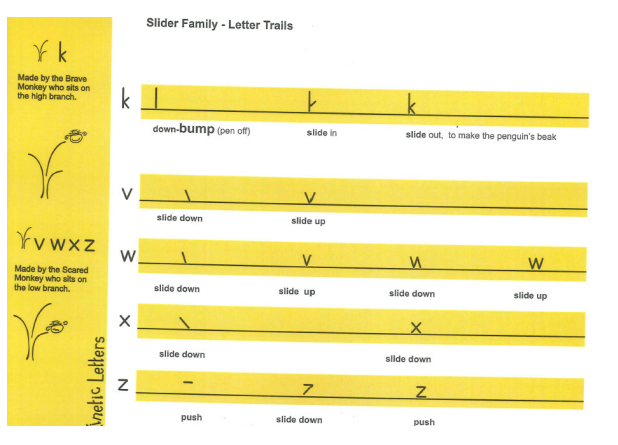 Slider Family - Letter Trails
k
Made by the Brave
Monkey who sits on
the high branch.
v w x z
Made by the Scared
Monkey who sits on
the low branch.
k k k
down-bump (pen off) slide in slide out, to make the penguin's beak
v \ v
slide down slide up
w \ v w
slide down slide up slide down slide up
x \ x
slide down slide down
z - 7 z
push slide down push
Letters